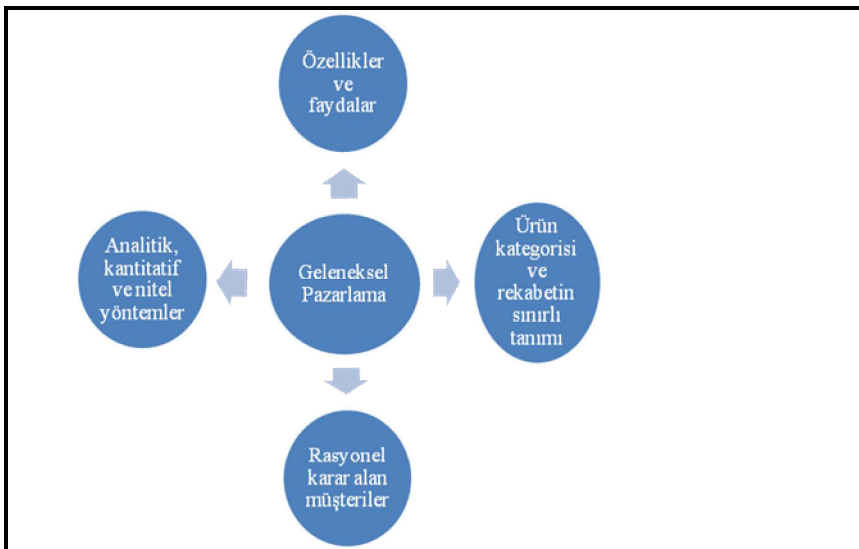 Özellikler
ve
faydalar
Analitik,
kantitatif
ve nitel
yöntemler
Geleneksel
Pazarlama
Ürün
kategorisi
ve
rekabetin
sınırlı
tanımı
Rasyonel
karar alan
müşteriler